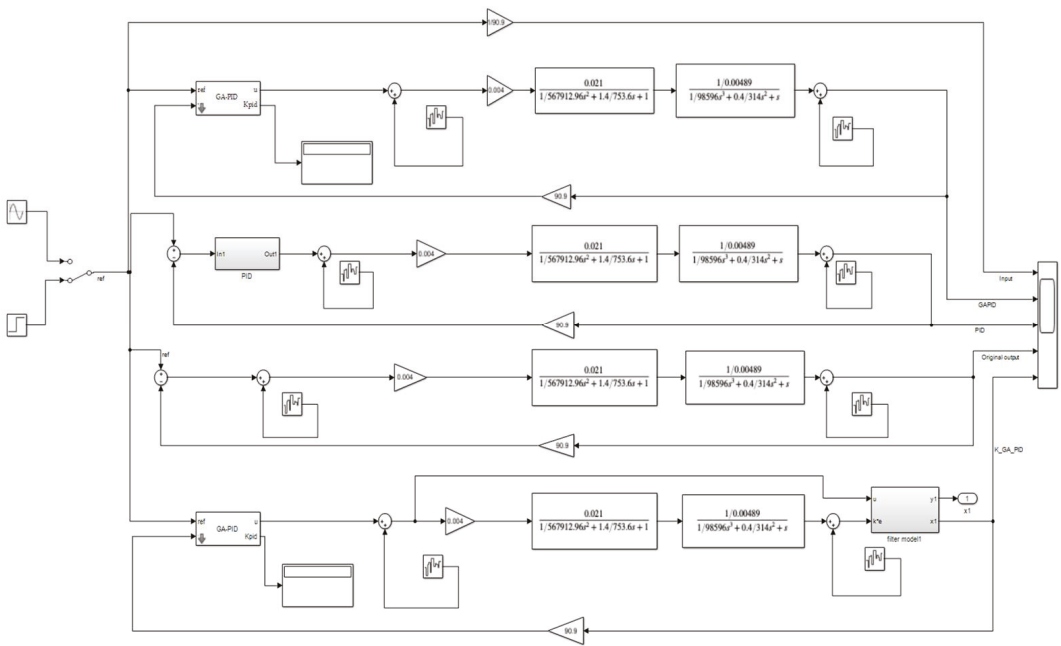 1/90.9
ref
u
GA-PID
Kpid
0.004
0.021
1/567912.96s² + 1.4/753.6s + 1
1/0.00489
1/98596s³ + 0.4/314s² + s
90.9
ref
In1
Out1
PID
0.004
0.021
1/567912.96s² + 1.4/753.6s + 1
1/0.00489
1/98596s³ + 0.4/314s² + s
90.9
Input
GAPID
PID
Original output
ref
0.004
0.021
1/567912.96s² + 1.4/753.6s + 1
1/0.00489
1/98596s³ + 0.4/314s² + s
90.9
K_GA_PID
ref
u
GA-PID
Kpid
0.004
0.021
1/567912.96s² + 1.4/753.6s + 1
1/0.00489
1/98596s³ + 0.4/314s² + s
u
y1
k*e
x1
filter model1
1
x1
90.9